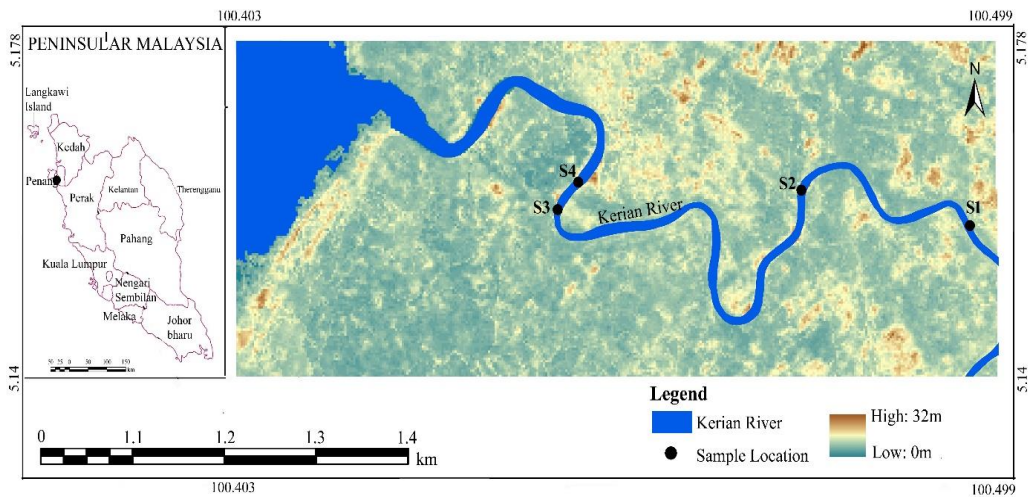 100.403
100.499
5.178
5.178
PENINSULAR MALAYSIA
Langkawi
Island
Kedah
Penang
Perak
Kelantan
Therengganu
Pahang
Kuala Lumpur
Nengari
Sembilan
Melaka
Johor
bharu
km
N
S4
S3
S2
S1
Kerian River
5.14
5.14
Legend
Kerian River
Sample Location
High: 32m
Low: 0m
0 1.1 1.2 1.3 1.4
km
100.403
100.499